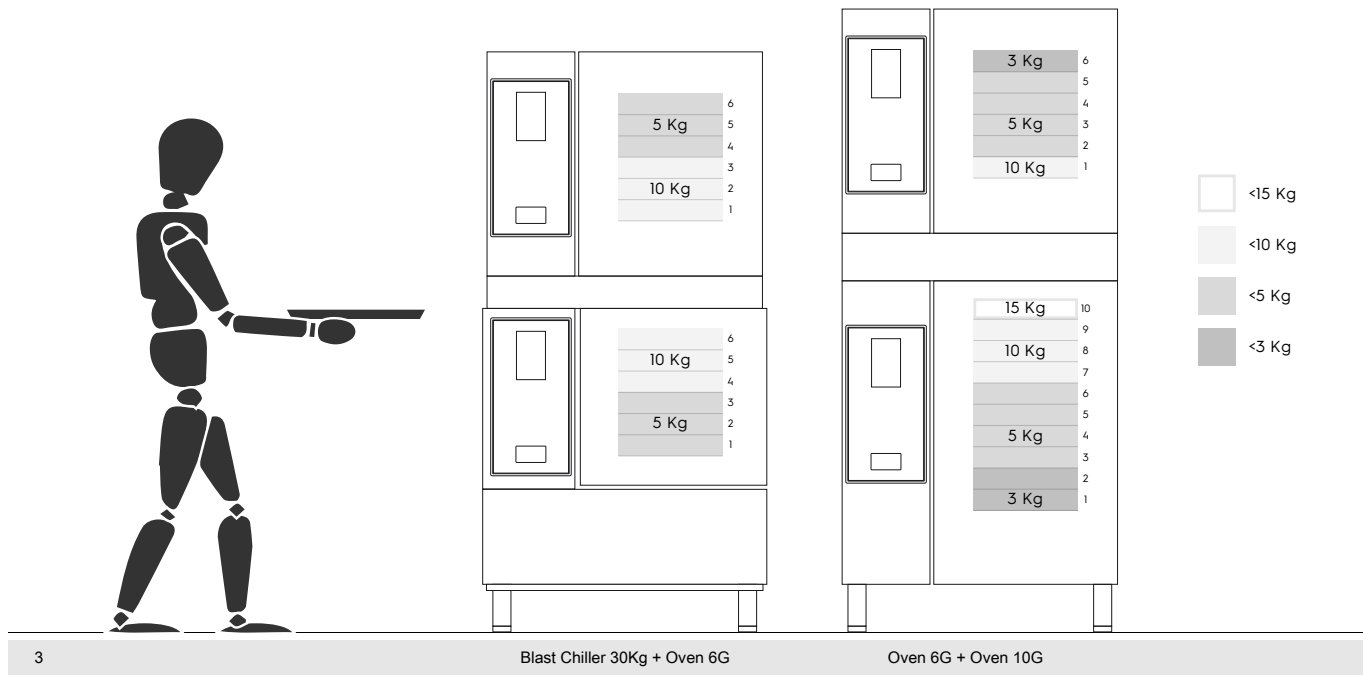 6
5 Kg 5
4
3
10 Kg 2
1
6
10 Kg 5
4
3
5 Kg 2
1
3 Kg 6
5
4
5 Kg 3
2
10 Kg 1
15 Kg 10
9
10 Kg 8
7
6
5
5 Kg 4
3
2
3 Kg 1
<15 Kg
<10 Kg
<5 Kg
<3 Kg
3 Blast Chiller 30Kg + Oven 6G Oven 6G + Oven 10G